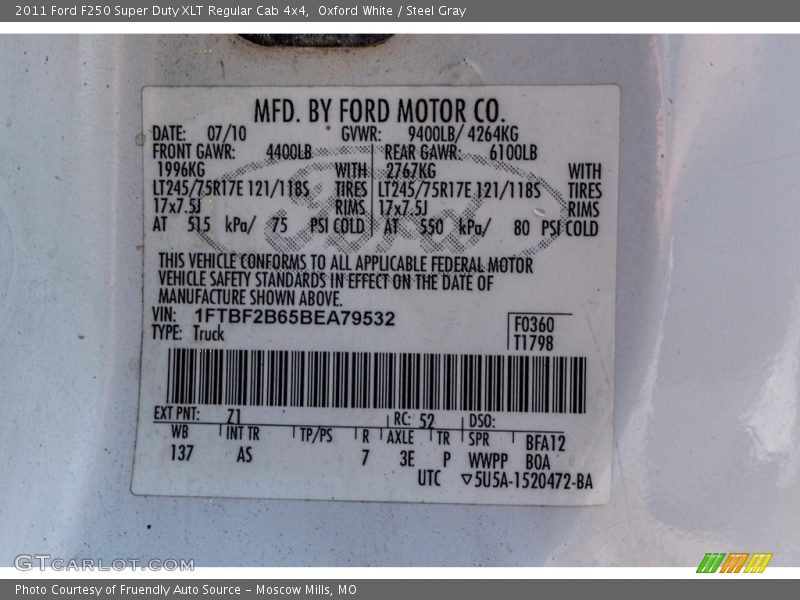 2011 Ford F250 Super Duty XLT Regular Cab 4x4,  Oxford White / Steel Gray
MFD. BY FORD MOTOR CO.
DATE: 07/10 GVWR: 9400LB/ 4264KG
FRONT GAWR: 4400LB REAR GAWR: 6100LB
1996KG WITH 2767KG WITH
LT245/75R17E 121/118S TIRES LT245/75R17E 121/118S TIRES
17x7.5J RIMS 17x7.5J RIMS
AT 515 kPa/ 75 PSI COLD AT 550 kPa/ 80 PSI COLD
Ford
THIS VEHICLE CONFORMS TO ALL APPLICABLE FEDERAL MOTOR
VEHICLE SAFETY STANDARDS IN EFFECT ON THE DATE OF
MANUFACTURE SHOWN ABOVE.
VIN: 1FTBF2B65BEA79532
TYPE: Truck
F0360
T1798
EXT PNT: Z1 RC: 52 DSO:
WB INT TR TP/PS R AXLE TR SPR BFA12
137 AS 7 3E P WWPP BOA
UTC ▽5U5A-1520472-BA
GTCarLot.com
Photo Courtesy of Fruendly Auto Source – Moscow Mills, MO